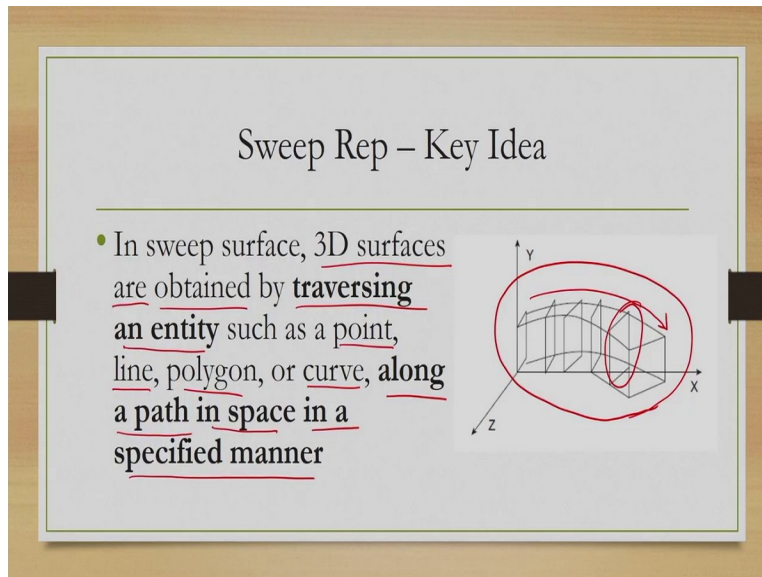 Sweep Rep – Key Idea
• In sweep surface, 3D surfaces
are obtained by traversing
an entity such as a point,
line, polygon, or curve, along
a path in space in a
specified manner
Y
X
Z